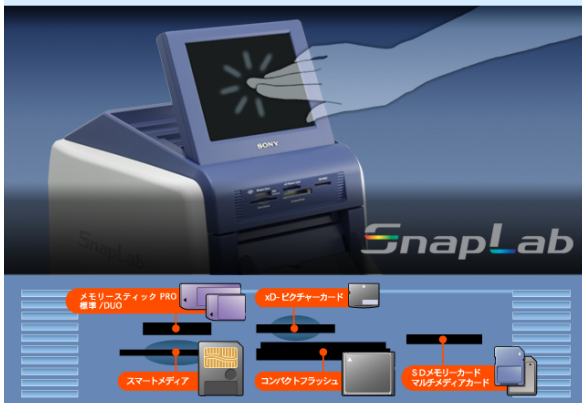 SONY
SnapLab
SnapLab
メモリースティック PRO
標準 /DUO
xD-ピクチャーカード
スマートメディア
コンパクトフラッシュ
SDメモリーカード
マルチメディアカード